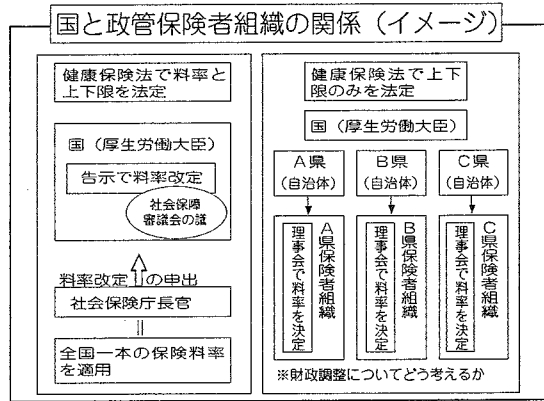 国と政管保険者組織の関係（イメージ）
健康保険法で料率と
上下限を法定
国（厚生労働大臣）
告示で料率改定
社会保障
審議会の議
料率改定 の申出
社会保険庁長官
全国一本の保険料率
を適用
健康保険法で上下
限のみを法定
国（厚生労働大臣）
A県
（自治体）
B県
（自治体）
C県
（自治体）
A県保険者組織
理事会で料率を決定
B県保険者組織
理事会で料率を決定
C県保険者組織
理事会で料率を決定
※財政調整についてどう考えるか